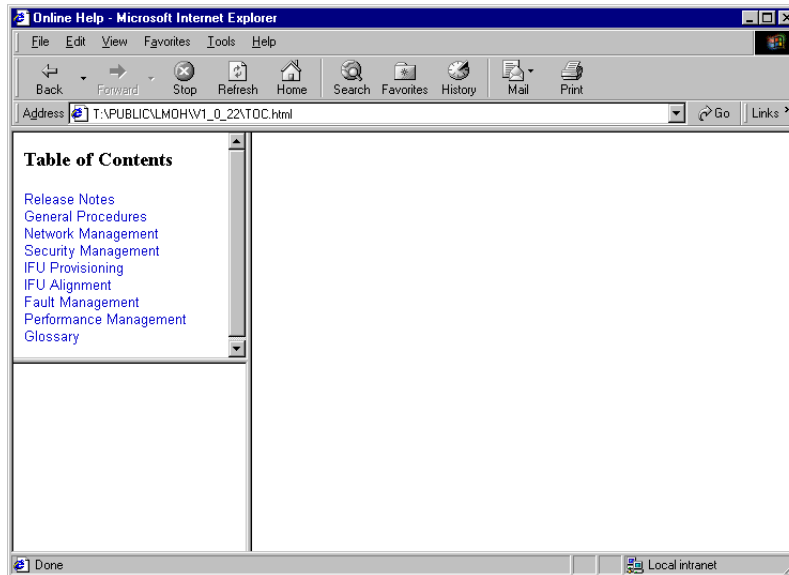 Online Help - Microsoft Internet Explorer
File Edit View Favorites Tools Help
Back Forward Stop Refresh Home Search Favorites History Mail Print
Address T:\PUBLIC\LMOH\V1_0_22\TOC.html Go Links »
Table of Contents
Release Notes
General Procedures
Network Management
Security Management
IFU Provisioning
IFU Alignment
Fault Management
Performance Management
Glossary
Done Local intranet